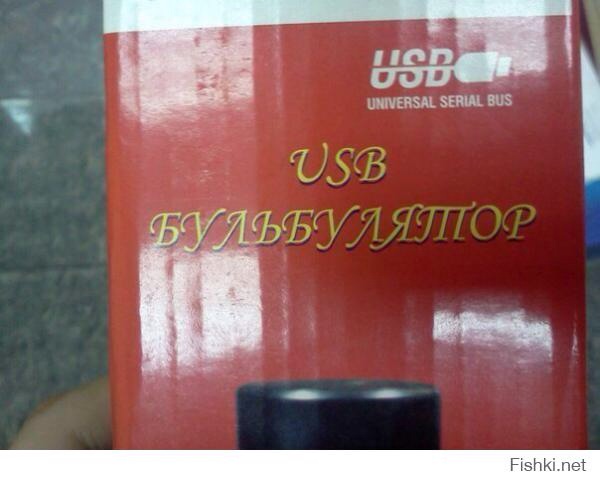 USB
UNIVERSAL SERIAL BUS
USB
БУЛЬБУЛЯТОР
Fishki.net